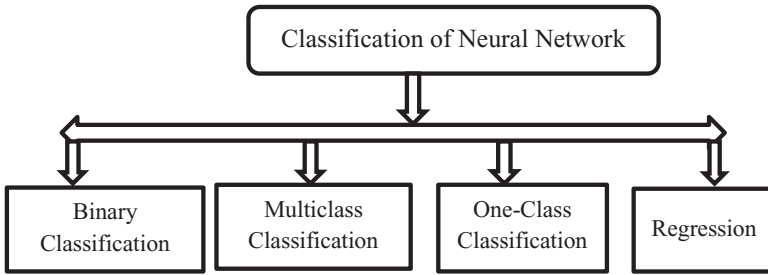 Classification of Neural Network
Binary
Classification
Multiclass
Classification
One-Class
Classification
Regression